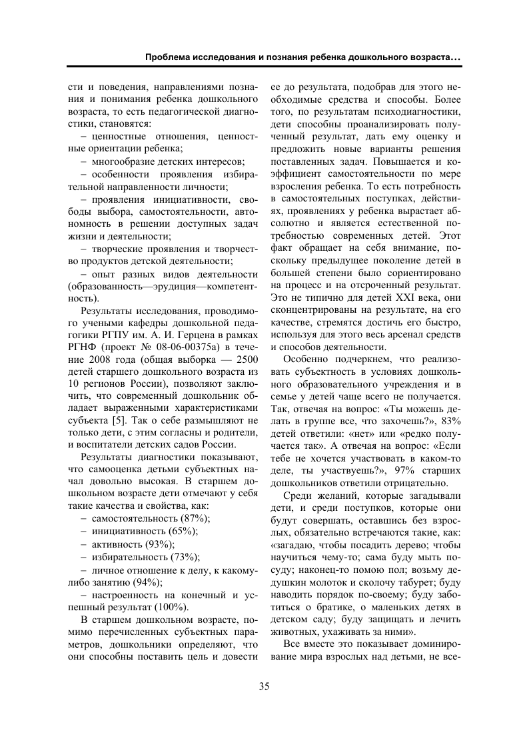 Проблема исследования и познания ребенка дошкольного возраста…
сти и поведения, направлениями позна-
ния и понимания ребенка дошкольного
возраста, то есть педагогической диагно-
стики, становятся:
– ценностные отношения, ценност-
ные ориентации ребенка;
– многообразие детских интересов;
– особенности проявления избира-
тельной направленности личности;
– проявления инициативности, сво-
боды выбора, самостоятельности, авто-
номность в решении доступных задач
жизни и деятельности;
– творческие проявления и творчест-
во продуктов детской деятельности;
– опыт разных видов деятельности
(образованность—эрудиция—компетент-
ность).
Результаты исследования, проводимо-
го учеными кафедры дошкольной педа-
гогики РГПУ им. А. И. Герцена в рамках
РГНФ (проект № 08-06-00375а) в тече-
ние 2008 года (общая выборка — 2500
детей старшего дошкольного возраста из
10 регионов России), позволяют заклю-
чить, что современный дошкольник об-
ладает выраженными характеристиками
субъекта [5]. Так о себе размышляют не
только дети, с этим согласны и родители,
и воспитатели детских садов России.
Результаты диагностики показывают,
что самооценка детьми субъектных на-
чал довольно высокая. В старшем до-
школьном возрасте дети отмечают у себя
такие качества и свойства, как:
– самостоятельность (87%);
– инициативность (65%);
– активность (93%);
– избирательность (73%);
– личное отношение к делу, к какому-
либо занятию (94%);
– настроенность на конечный и ус-
пешный результат (100%).
В старшем дошкольном возрасте, по-
мимо перечисленных субъектных пара-
метров, дошкольники определяют, что
они способны поставить цель и довести
ее до результата, подобрав для этого не-
обходимые средства и способы. Более
того, по результатам психодиагностики,
дети способны проанализировать полу-
ченный результат, дать ему оценку и
предложить новые варианты решения
поставленных задач. Повышается и ко-
эффициент самостоятельности по мере
взросления ребенка. То есть потребность
в самостоятельных поступках, действи-
ях, проявлениях у ребенка вырастает аб-
солютно и является естественной по-
требностью современных детей. Этот
факт обращает на себя внимание, по-
скольку предыдущее поколение детей в
большей степени было сориентировано
на процесс и на отсроченный результат.
Это не типично для детей XXI века, они
сконцентрированы на результате, на его
качестве, стремятся достичь его быстро,
используя для этого весь арсенал средств
и способов деятельности.
Особенно подчеркнем, что реализо-
вать субъектность в условиях дошколь-
ного образовательного учреждения и в
семье у детей чаще всего не получается.
Так, отвечая на вопрос: «Ты можешь де-
лать в группе все, что захочешь?», 83%
детей ответили: «нет» или «редко полу-
чается так». А отвечая на вопрос: «Если
тебе не хочется участвовать в каком-то
деле, ты участвуешь?», 97% старших
дошкольников ответили отрицательно.
Среди желаний, которые загадывали
дети, и среди поступков, которые они
будут совершать, оставшись без взрос-
лых, обязательно встречаются такие, как:
«загадаю, чтобы посадить дерево; чтобы
научиться чему-то; сама буду мыть по-
суду; наконец-то помою пол; возьму де-
душкин молоток и сколочу табурет; буду
наводить порядок по-своему; буду забо-
титься о братике, о маленьких детях в
детском саду; буду защищать и лечить
животных, ухаживать за ними».
Все вместе это показывает доминиро-
вание мира взрослых над детьми, не все-
35